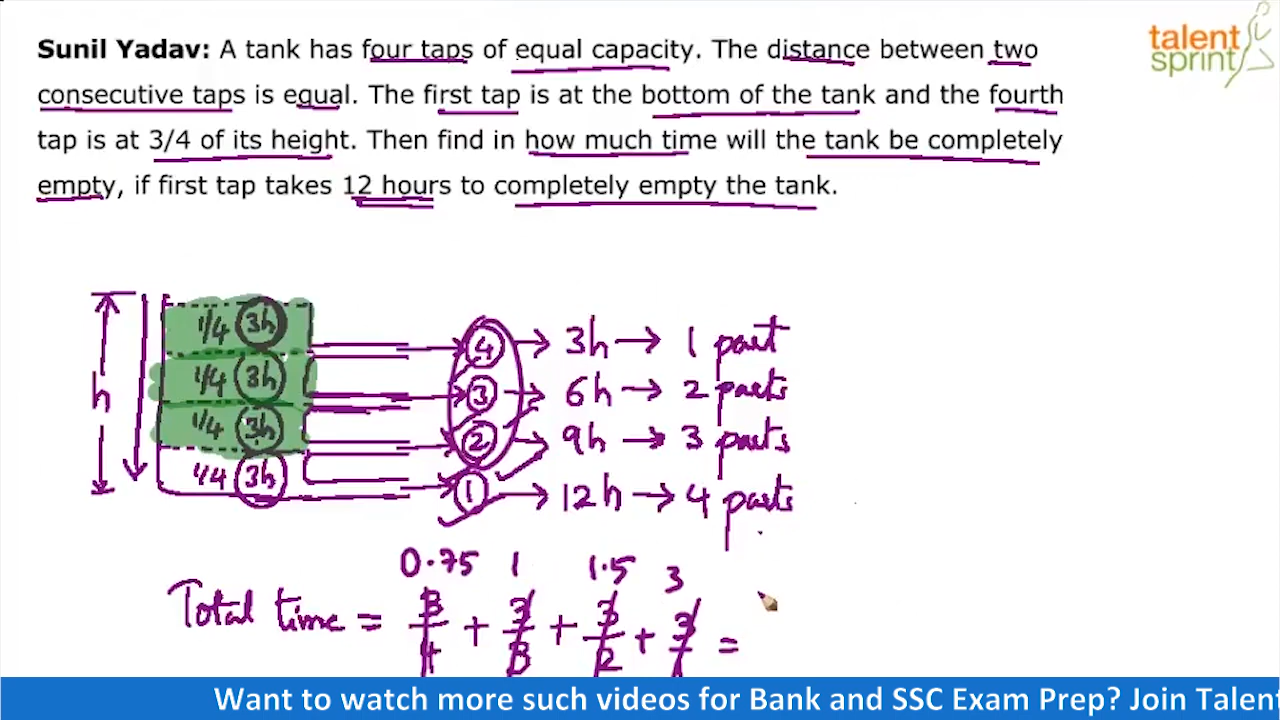 Sunil Yadav: A tank has four taps of equal capacity. The distance between two
consecutive taps is equal. The first tap is at the bottom of the tank and the fourth
tap is at 3/4 of its height. Then find in how much time will the tank be completely
empty, if first tap takes 12 hours to completely empty the tank.
talent
sprint
h
1/4 3h
1/4 3h
1/4 3h
1/4 3h
4 → 3h → 1 part
3 → 6h → 2 parts
2 → 9h → 3 parts
1 → 12h → 4 parts
0.75 1 1.5 3
Total time = 3/4 + 3/3 + 3/2 + 3/1 =
Want to watch more such videos for Bank and SSC Exam Prep? Join Talent